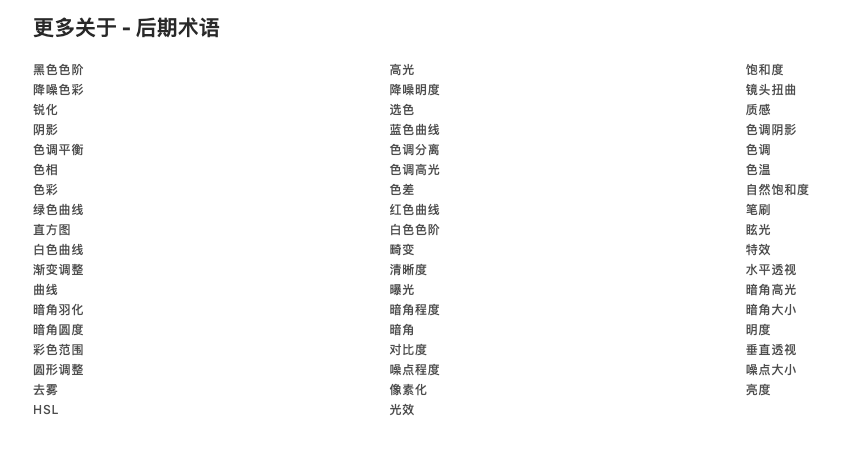 更多关于 - 后期术语
黑色色阶
降噪色彩
锐化
阴影
色调平衡
色相
色彩
绿色曲线
直方图
白色曲线
渐变调整
曲线
暗角羽化
暗角圆度
彩色范围
圆形调整
去雾
HSL
高光
降噪明度
选色
蓝色曲线
色调分离
色调高光
色差
红色曲线
白色色阶
畸变
清晰度
曝光
暗角程度
暗角
对比度
噪点程度
像素化
光效
饱和度
镜头扭曲
质感
色调阴影
色调
色温
自然饱和度
笔刷
眩光
特效
水平透视
暗角高光
暗角大小
明度
垂直透视
噪点大小
亮度